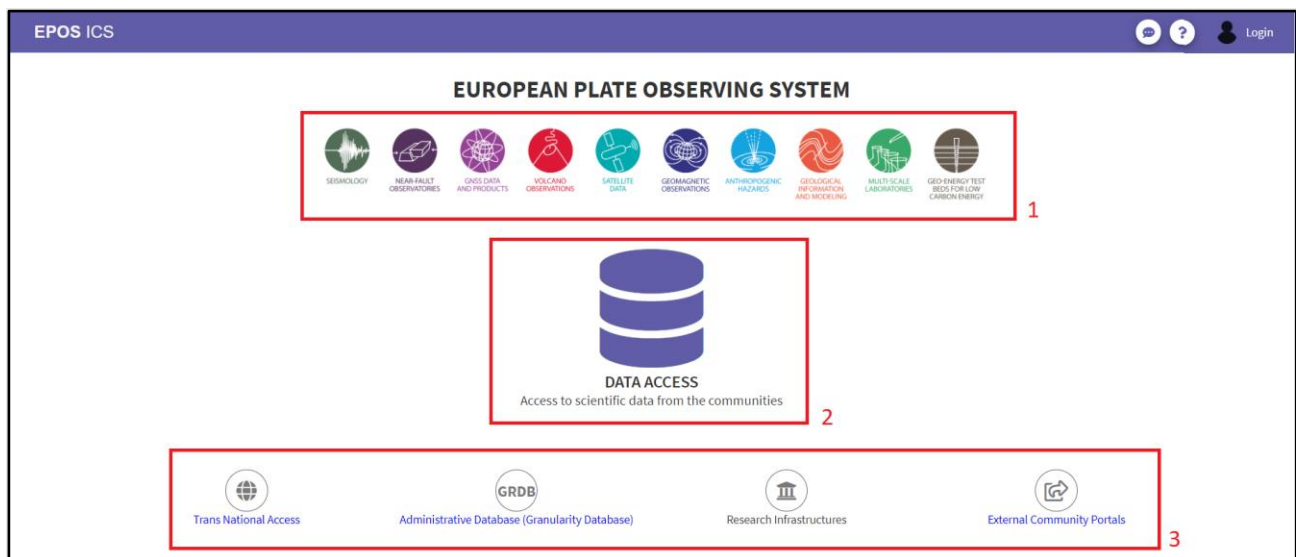 EPOS ICS
?
Login
EUROPEAN PLATE OBSERVING SYSTEM
SEISMOLOGY
NEAR-FAULT
OBSERVATORIES
GNSS DATA
AND PRODUCTS
VOLCANO
OBSERVATIONS
SATELLITE
DATA
GEOMAGNETIC
OBSERVATIONS
ANTHROPOGENIC
HAZARDS
GEOLOGICAL
INFORMATION
AND MODELING
MULTI-SCALE
LABORATORIES
GEO-ENERGY TEST
BEDS FOR LOW
CARBON ENERGY
1
DATA ACCESS
Access to scientific data from the communities
2
Trans National Access
GRDB
Administrative Database (Granularity Database)
Research Infrastructures
External Community Portals
3